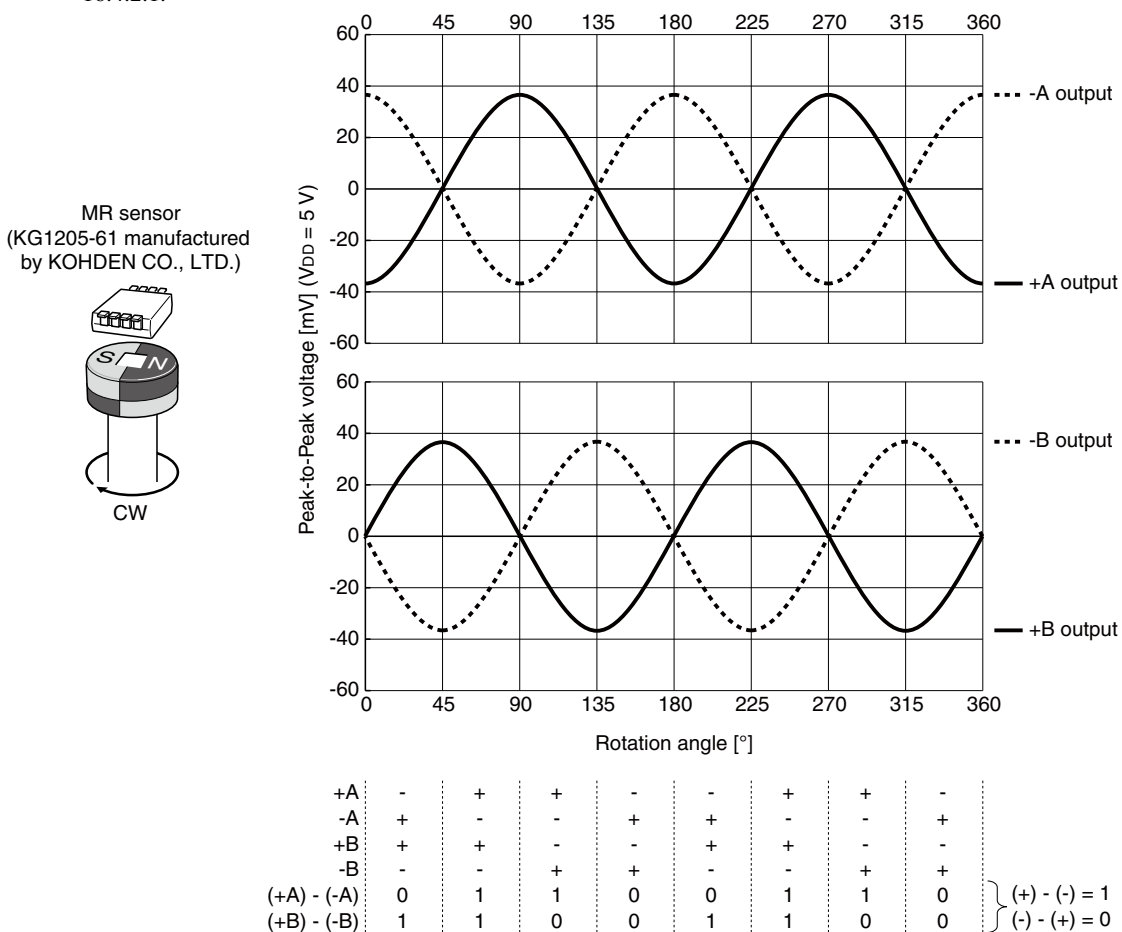 0 45 90 135 180 225 270 315 360
60
40
20
0
-20
-40
-60
-A output
+A output
MR sensor
(KG1205-61 manufactured
by KOHDEN CO., LTD.)
S N
CW
Peak-to-Peak voltage [mV] (VDD = 5 V)
60
40
20
0
-20
-40
-60
-B output
+B output
0 45 90 135 180 225 270 315 360
Rotation angle [°]
+A - + + - - + + -
-A + - - + + - - +
+B + + - - + + - -
-B - - + + - - + +
(+A) - (-A) 0 1 1 0 0 1 1 0 (+) - (-) = 1
(+B) - (-B) 1 1 0 0 1 1 0 0 (-) - (+) = 0